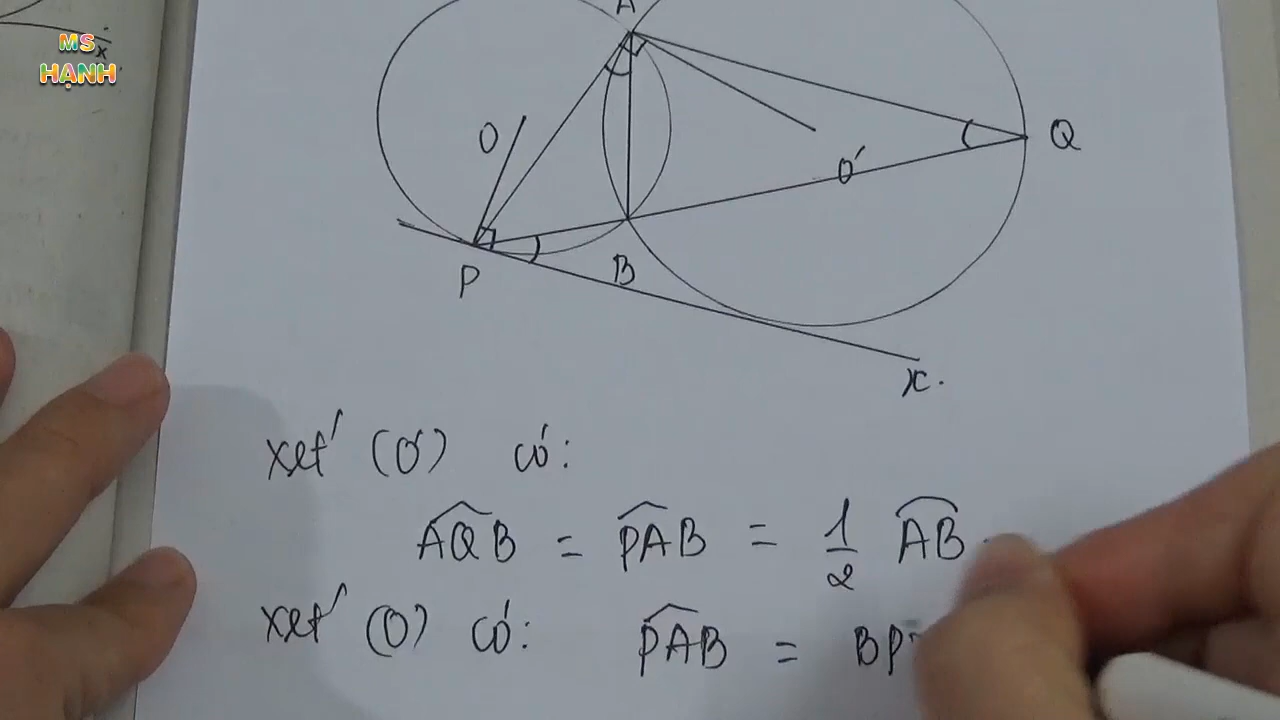 MS
HẠNH
x
A
O
O'
Q
P
B
x.
xét (O') có:
AQB = PAB = 1/2 AB
xét (O) có: PAB = BP